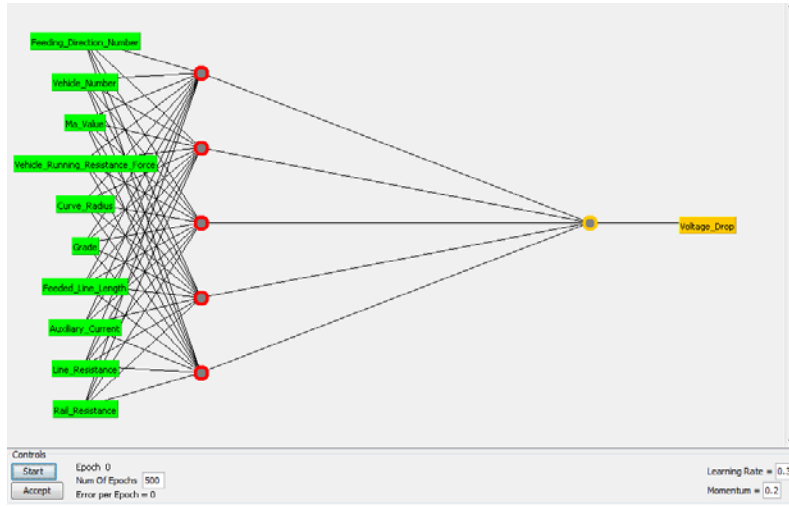 Feeding_Direction_Number
Vehicle_Number
Ma_Value
Vehicle_Running_Resistance_Force
Curve_Radius
Grade
Feeded_Line_Length
Auxiliary_Current
Line_Resistance
Rail_Resistance
Voltage_Drop
Controls
Start
Accept
Epoch 0
Num Of Epochs 500
Error per Epoch = 0
Learning Rate = 0.3
Momentum = 0.2